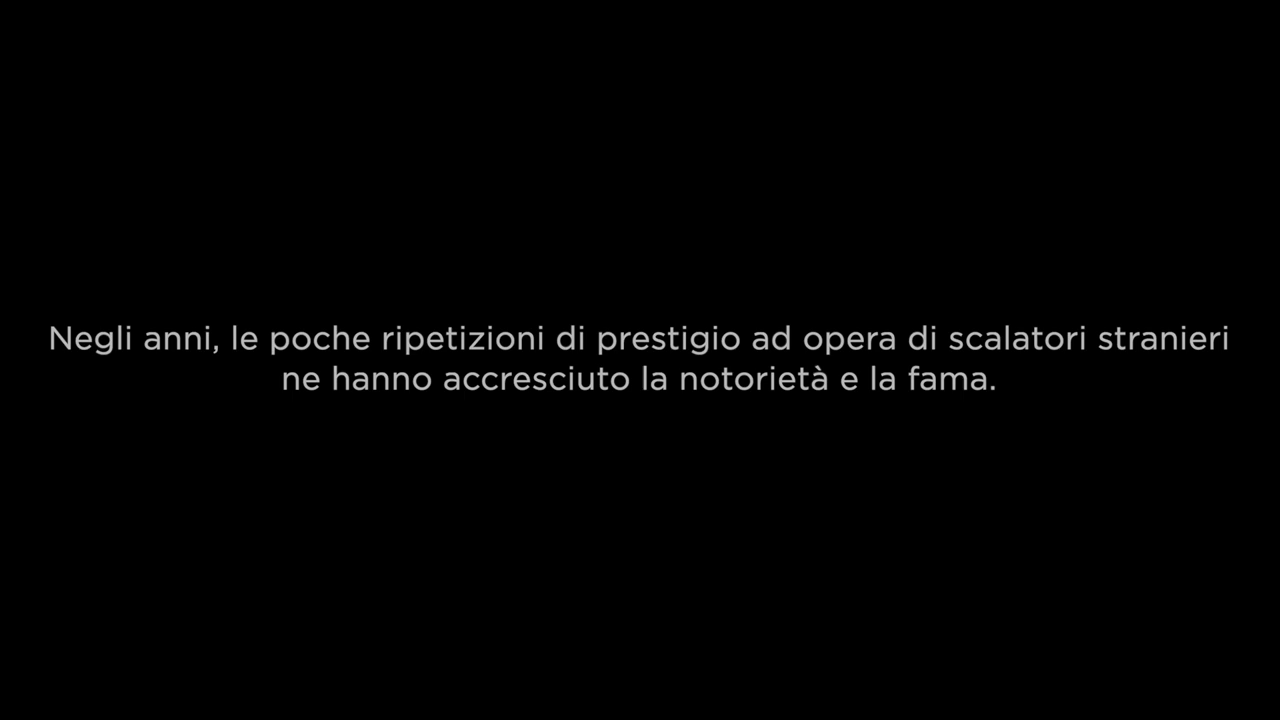 Negli anni, le poche ripetizioni di prestigio ad opera di scalatori stranieri
ne hanno accresciuto la notorietà e la fama.